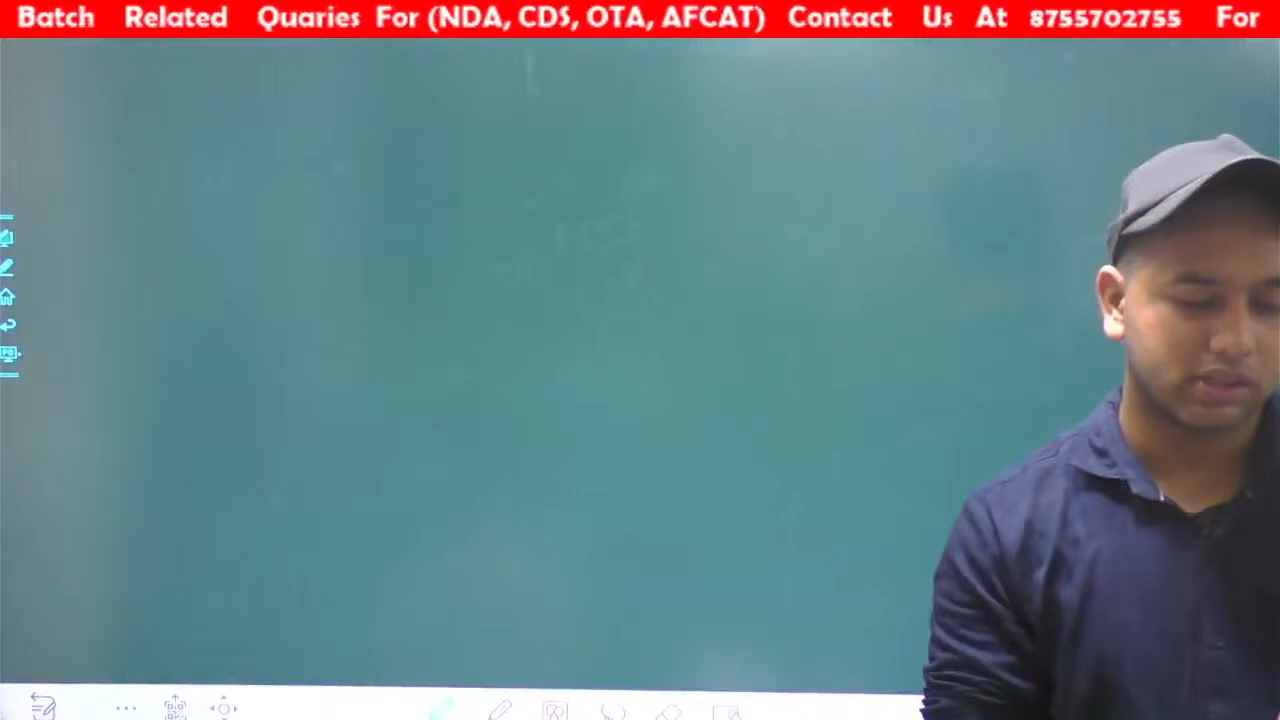 Batch Related Quaries For (NDA, CDS, OTA, AFCAT) Contact Us At 8755702755 For